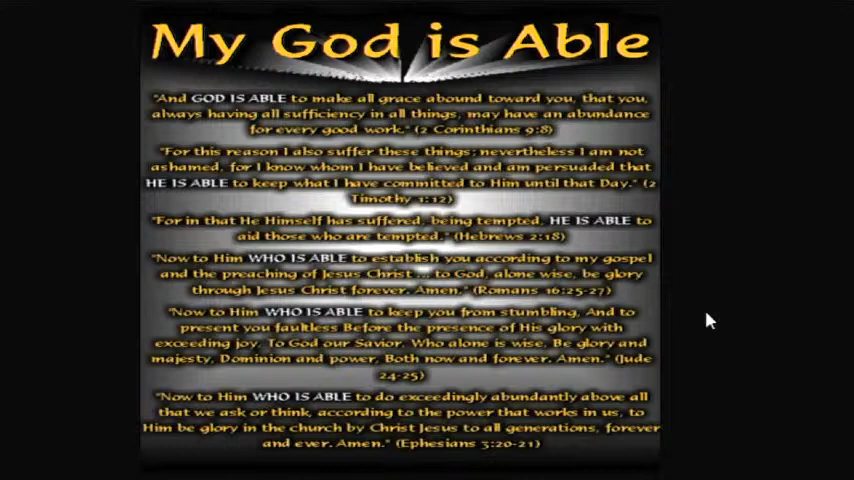 My God is Able
"And GOD IS ABLE to make all grace abound toward you, that you,
always having all sufficiency in all things, may have an abundance
for every good work." (2 Corinthians 9:8)
"For this reason I also suffer these things; nevertheless I am not
ashamed, for I know whom I have believed and am persuaded that
HE IS ABLE to keep what I have committed to Him until that Day." (2
Timothy 1:12)
"For in that He Himself has suffered, being tempted, HE IS ABLE to
aid those who are tempted." (Hebrews 2:18)
"Now to Him WHO IS ABLE to establish you according to my gospel
and the preaching of Jesus Christ ... to God, alone wise, be glory
through Jesus Christ forever. Amen." (Romans 16:25-27)
"Now to Him WHO IS ABLE to keep you from stumbling, And to
present you faultless Before the presence of His glory with
exceeding joy, To God our Savior, Who alone is wise, Be glory and
majesty, Dominion and power, Both now and forever. Amen." (Jude
24-25)
"Now to Him WHO IS ABLE to do exceedingly abundantly above all
that we ask or think, according to the power that works in us, to
Him be glory in the church by Christ Jesus to all generations, forever
and ever. Amen." (Ephesians 3:20-21)